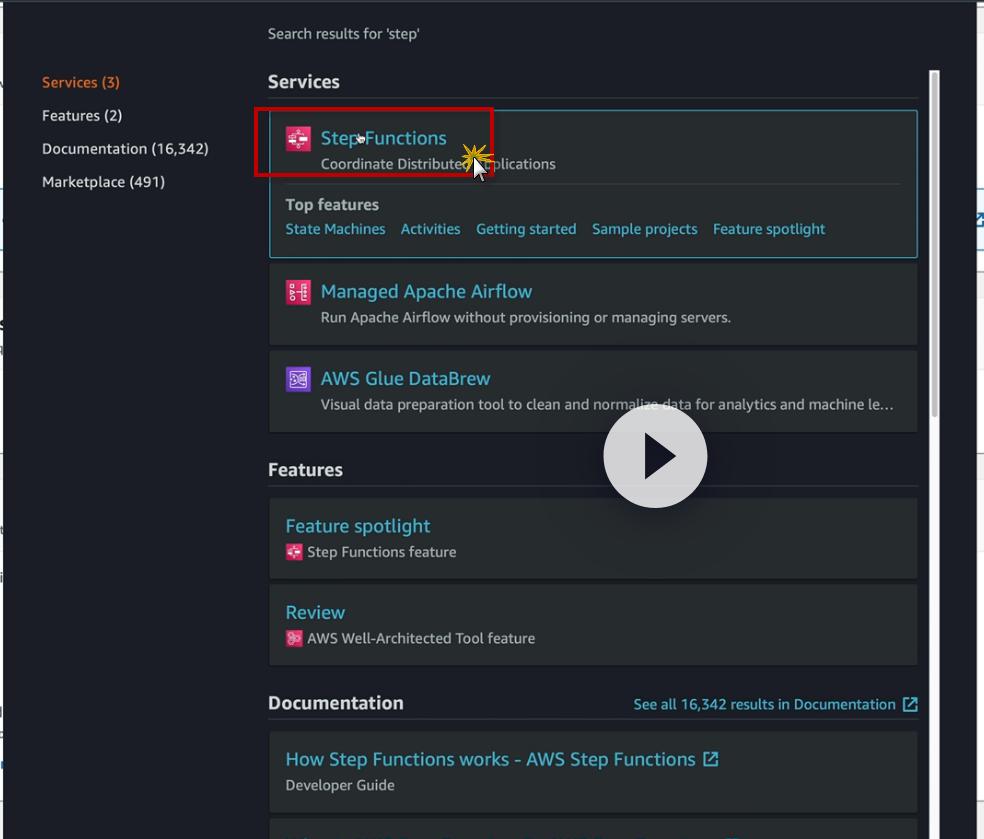 Search results for 'step'
Services (3)
Features (2)
Documentation (16,342)
Marketplace (491)
Services
Step Functions
Coordinate Distributed Applications
Top features
State Machines Activities Getting started Sample projects Feature spotlight
Managed Apache Airflow
Run Apache Airflow without provisioning or managing servers.
AWS Glue DataBrew
Visual data preparation tool to clean and normalize data for analytics and machine le...
Features
Feature spotlight
Step Functions feature
Review
AWS Well-Architected Tool feature
Documentation
See all 16,342 results in Documentation
How Step Functions works - AWS Step Functions
Developer Guide